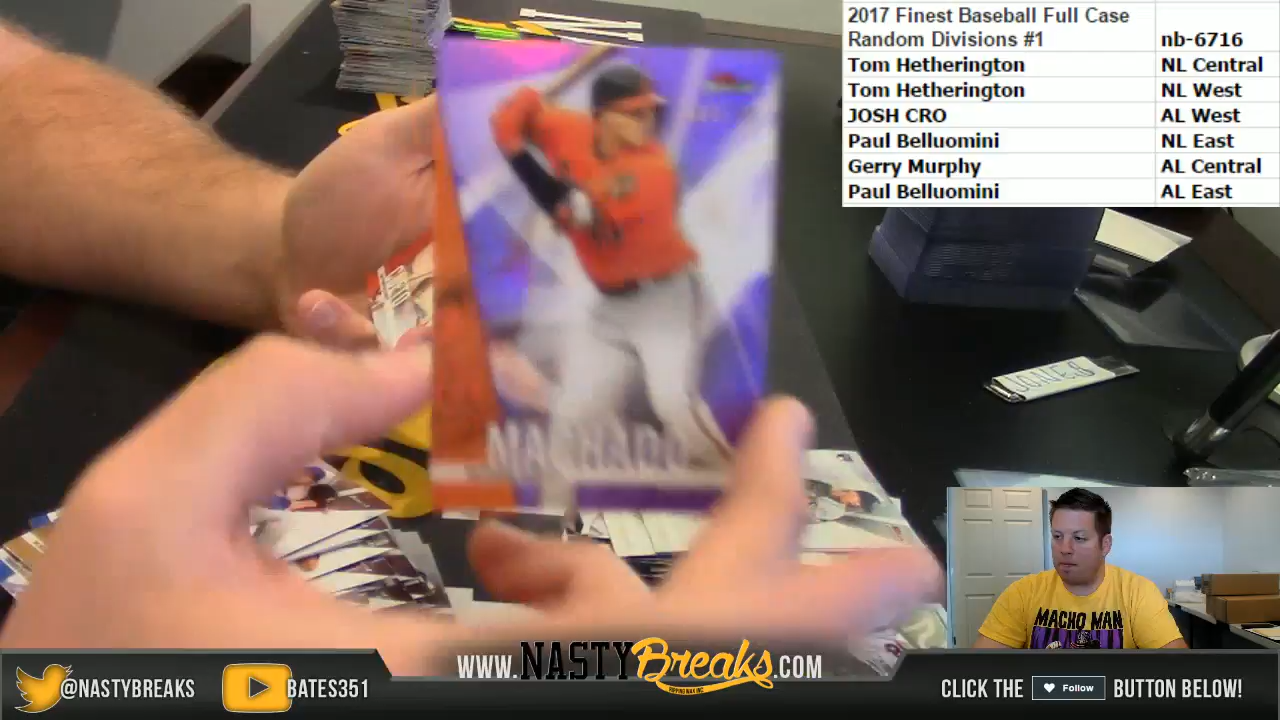 2017 Finest Baseball Full Case
Random Divisions #1 nb-6716
Tom Hetherington NL Central
Tom Hetherington NL West
JOSH CRO AL West
Paul Belluomini NL East
Gerry Murphy AL Central
Paul Belluomini AL East
MACHADO
JONES
MACHO MAN
WWW.NASTYBreaks.COM
@NASTYBREAKS
BATES351
CLICK THE Follow BUTTON BELOW!